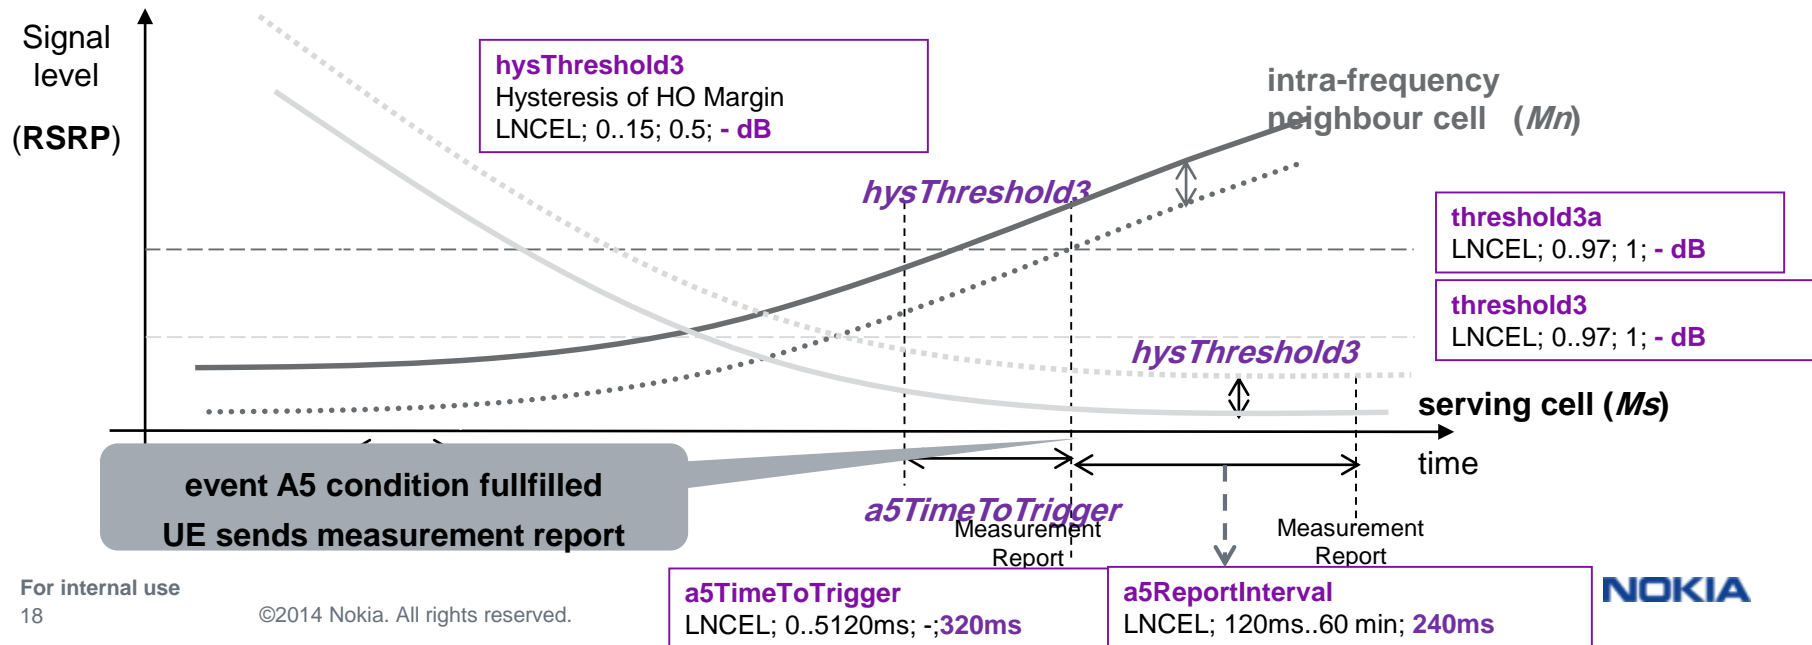 Signal
level
(RSRP)
hysThreshold3
Hysteresis of HO Margin
LNCEL; 0..15; 0.5; - dB
intra-frequency
neighbour cell (Mn)
hysThreshold3
threshold3a
LNCEL; 0..97; 1; - dB
threshold3
LNCEL; 0..97; 1; - dB
hysThreshold3
serving cell (Ms)
time
event A5 condition fullfilled
UE sends measurement report
a5TimeToTrigger
Measurement
Report
Measurement
Report
a5TimeToTrigger
LNCEL; 0..5120ms; -;320ms
a5ReportInterval
LNCEL; 120ms..60 min; 240ms
For internal use
18
©2014 Nokia. All rights reserved.
NOKIA